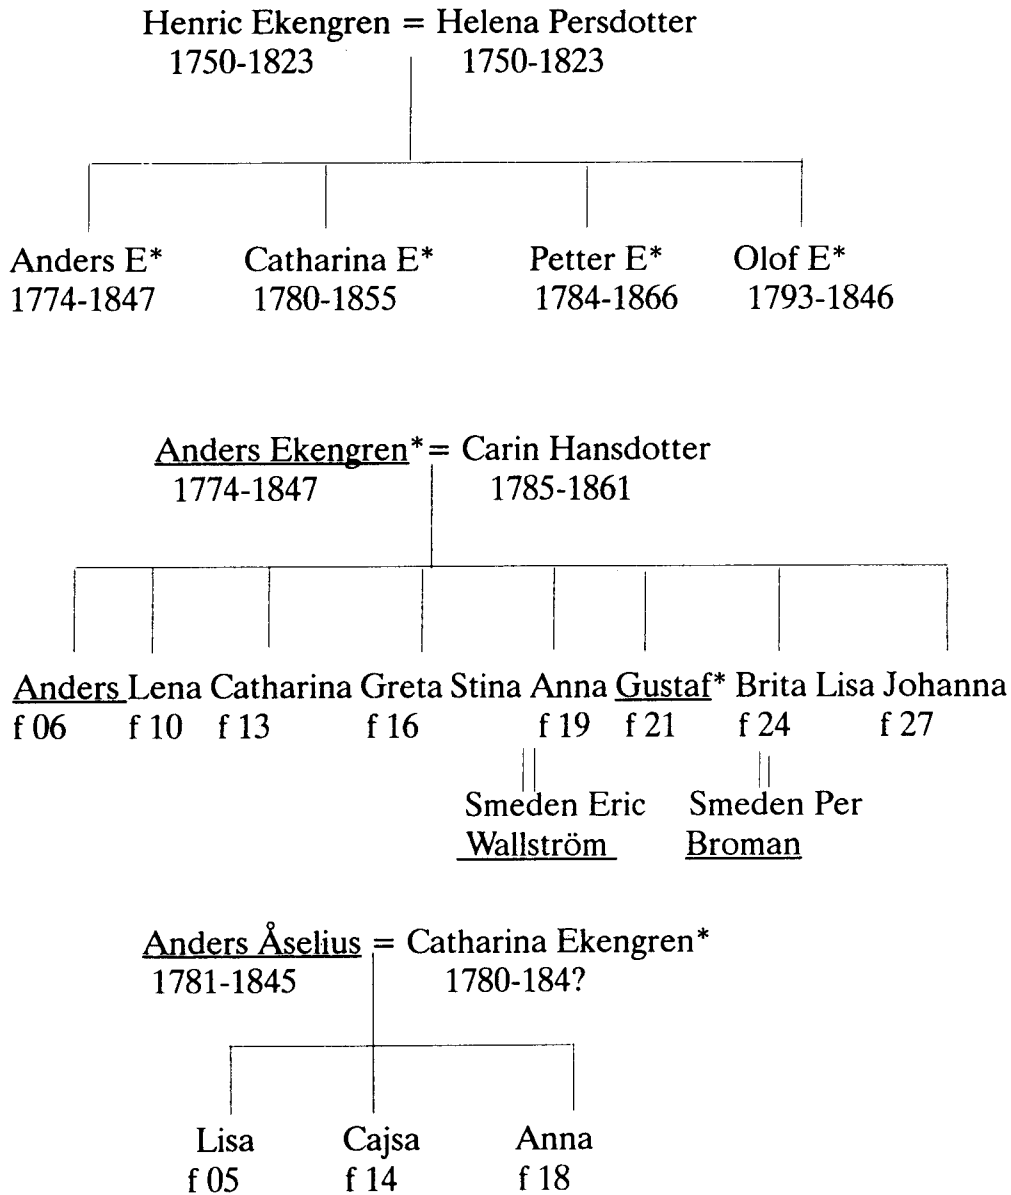 Henric Ekengren = Helena Persdotter
1750-1823 1750-1823
Anders E* Catharina E* Petter E* Olof E*
1774-1847 1780-1855 1784-1866 1793-1846
Anders Ekengren* = Carin Hansdotter
1774-1847 1785-1861
Anders Lena Catharina Greta Stina Anna Gustaf* Brita Lisa Johanna
f 06 f 10 f 13 f 16 f 19 f 21 f 24 f 27
Smeden Eric Smeden Per
Wallström Broman
Anders Åselius = Catharina Ekengren*
1781-1845 1780-184?
Lisa Cajsa Anna
f 05 f 14 f 18